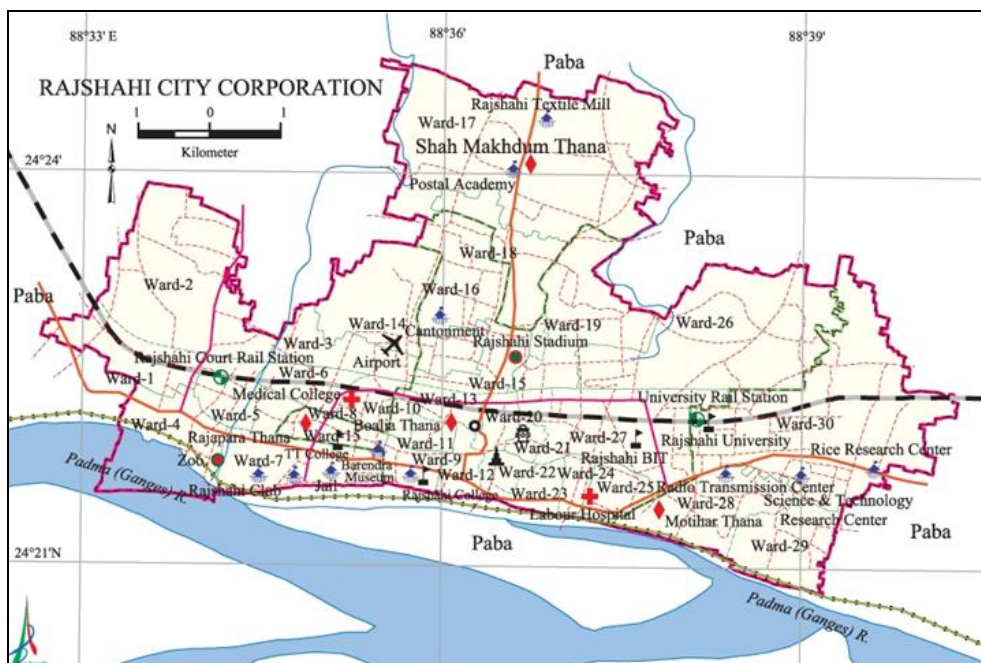 88°33' E
88°36'
88°39'
RAJSHAHI CITY CORPORATION
1 0 1
Kilometer
N
24°24'
24°21'N
Paba
Rajshahi Textile Mill
Ward-17
Shah Makhdum Thana
Postal Academy
Paba
Ward-18
Ward-2
Paba
Ward-16
Ward-14
Cantonment
Ward-19
Ward-26
Ward-3
Rajshahi Stadium
Airport
Rajshahi Court Rail Station
Ward-6
Ward-1
Medical College
Ward-15
Ward-13
University Rail Station
Ward-4
Ward-5
Ward-8
Ward-10
Boalia Thana
Ward-20
Ward-30
Rajapara Thana
Ward-15
Ward-11
Ward-21
Ward-27
Rajshahi University
Zoo
Ward-7
TT College
Barendra
Museum
Ward-9
Ward-12
Ward-22
Ward-24
Rajshahi BIT
Rice Research Center
Rajshahi Club
Jail
Rajshahi College
Ward-23
Ward-25
Radio Transmission Center
Labour Hospital
Ward-28
Science & Technology
Research Center
Motihar Thana
Ward-29
Paba
Paba
Padma (Ganges) R.
Padma (Ganges) R.